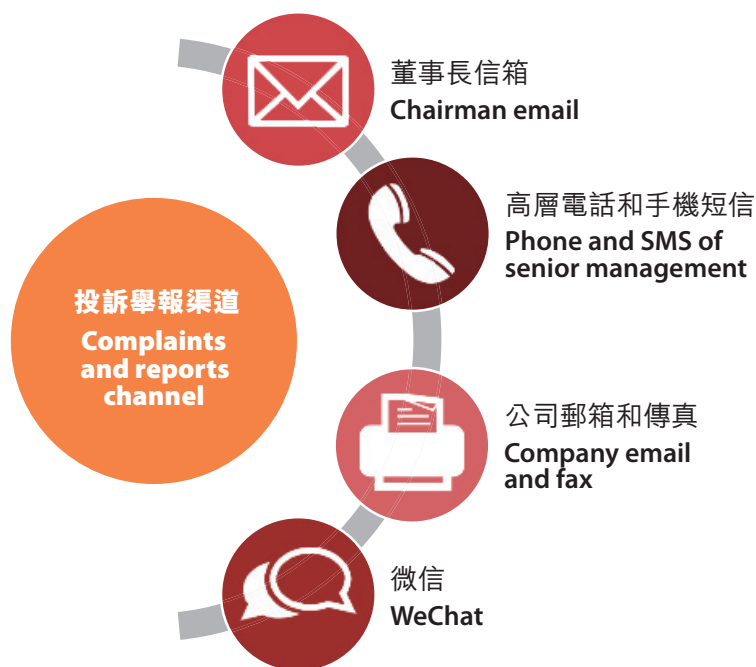 董事長信箱
Chairman email
高層電話和手機短信
Phone and SMS of
senior management
投訴舉報渠道
Complaints
and reports
channel
公司郵箱和傳真
Company email
and fax
微信
WeChat